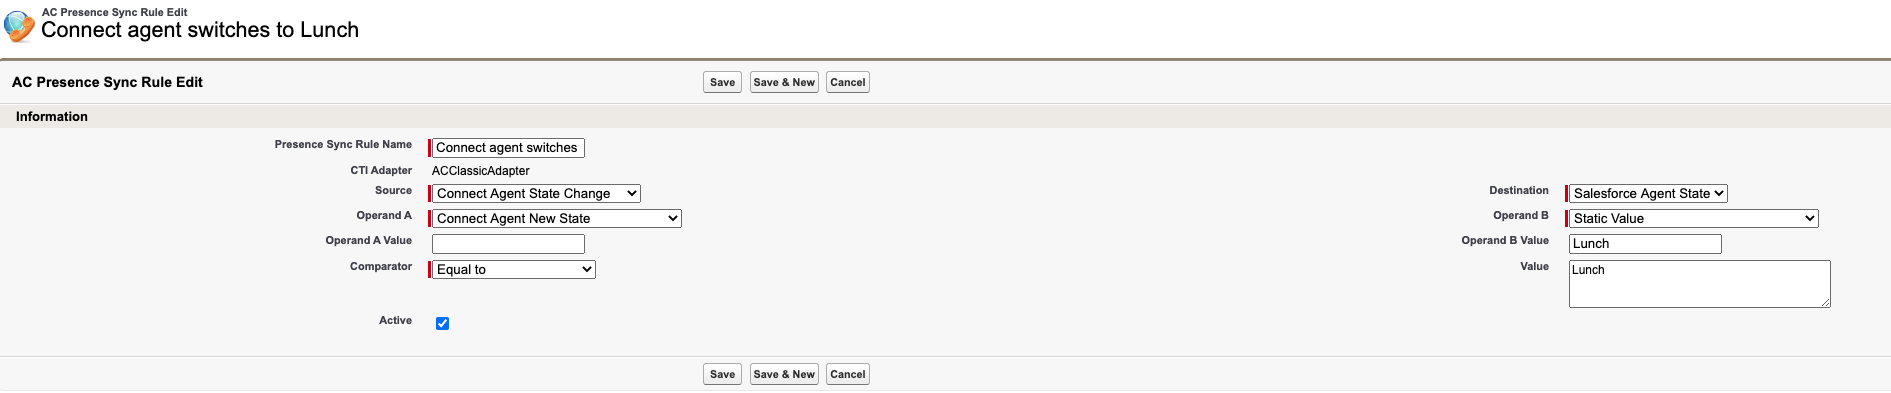 AC Presence Sync Rule Edit
Connect agent switches to Lunch
AC Presence Sync Rule Edit Save Save & New Cancel
Information
Presence Sync Rule Name Connect agent switches
CTI Adapter ACClassicAdapter
Source Connect Agent State Change Destination Salesforce Agent State
Operand A Connect Agent New State Operand B Static Value
Operand A Value Operand B Value Lunch
Comparator Equal to Value Lunch
Active
Save Save & New Cancel